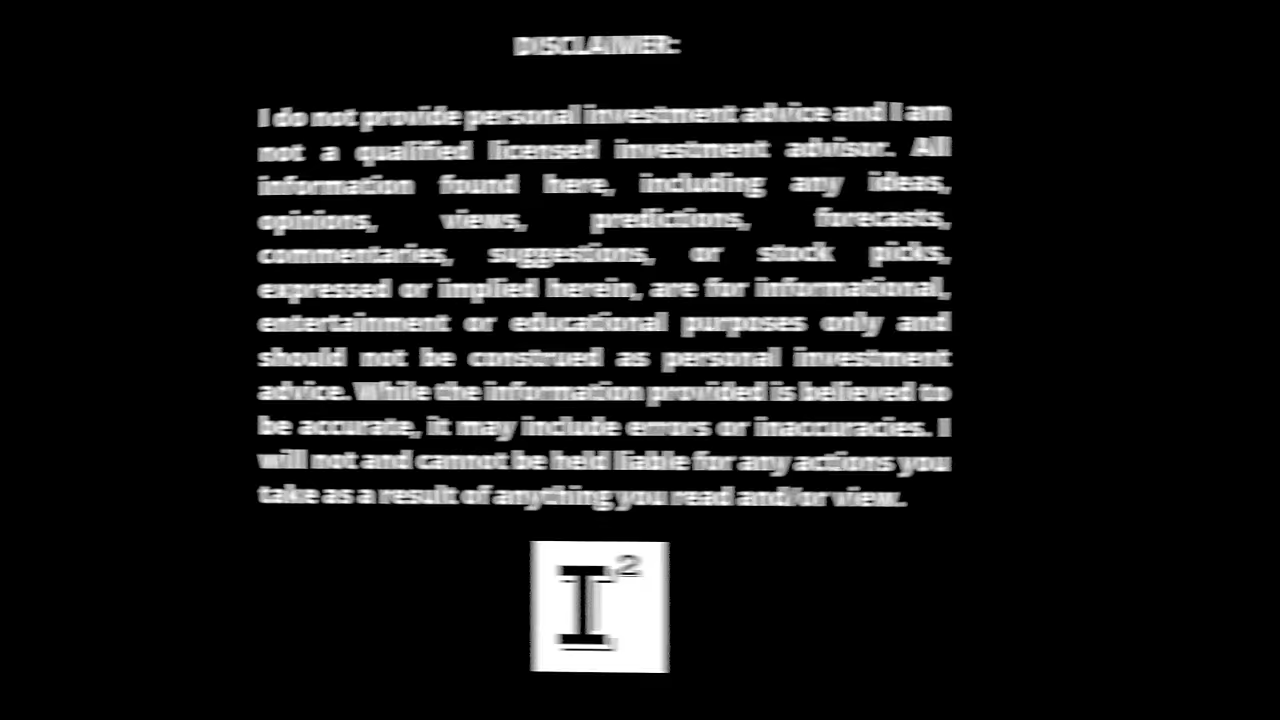 DISCLAIMER:
I do not provide personal investment advice and I am
not a qualified licensed investment advisor. All
information found here, including any ideas,
opinions, views, predictions, forecasts,
commentaries, suggestions, or stock picks,
expressed or implied herein, are for informational,
entertainment or educational purposes only and
should not be construed as personal investment
advice. While the information provided is believed to
be accurate, it may include errors or inaccuracies. I
will not and cannot be held liable for any actions you
take as a result of anything you read and/or view.
I²